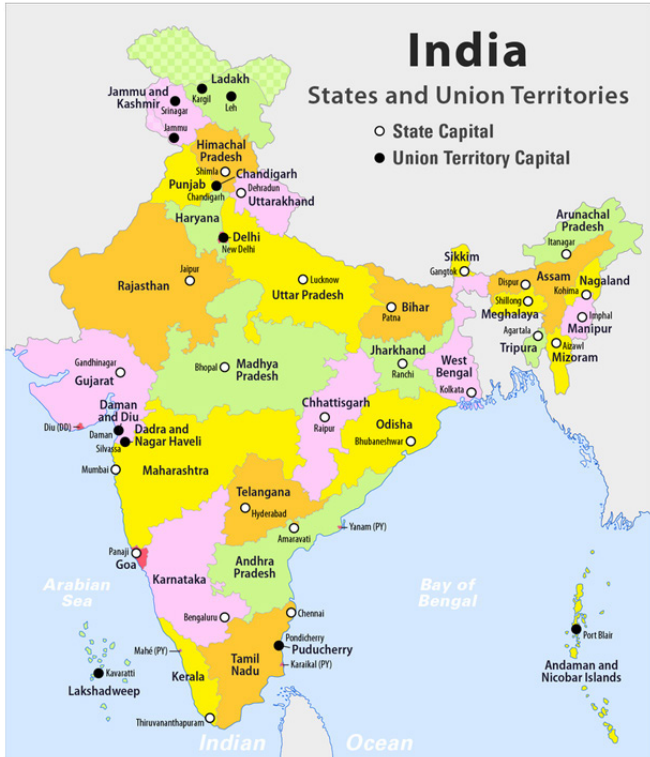 India
States and Union Territories
State Capital
Union Territory Capital
Ladakh
Kargil
Leh
Jammu and
Kashmir
Srinagar
Jammu
Himachal
Pradesh
Shimla
Chandigarh
Punjab
Chandigarh
Dehradun
Uttarakhand
Haryana
Delhi
New Delhi
Arunachal
Pradesh
Itanagar
Sikkim
Gangtok
Assam
Dispur
Nagaland
Kohima
Shillong
Meghalaya
Imphal
Manipur
Agartala
Tripura
Aizawl
Mizoram
Rajasthan
Jaipur
Lucknow
Uttar Pradesh
Bihar
Patna
Gandhinagar
Gujarat
Bhopal
Madhya
Pradesh
Jharkhand
Ranchi
West
Bengal
Kolkata
Chhattisgarh
Raipur
Odisha
Bhubaneshwar
Daman
and Diu
Diu (DD)
Daman
Dadra and
Nagar Haveli
Silvassa
Mumbai
Maharashtra
Telangana
Hyderabad
Amaravati
Yanam (PY)
Panaji
Goa
Karnataka
Andhra
Pradesh
Arabian
Sea
Bay of
Bengal
Bengaluru
Chennai
Pondicherry
Puducherry
Mahé (PY)
Karaikal (PY)
Tamil
Nadu
Kerala
Kavaratti
Lakshadweep
Thiruvananthapuram
Port Blair
Andaman and
Nicobar Islands
Indian Ocean